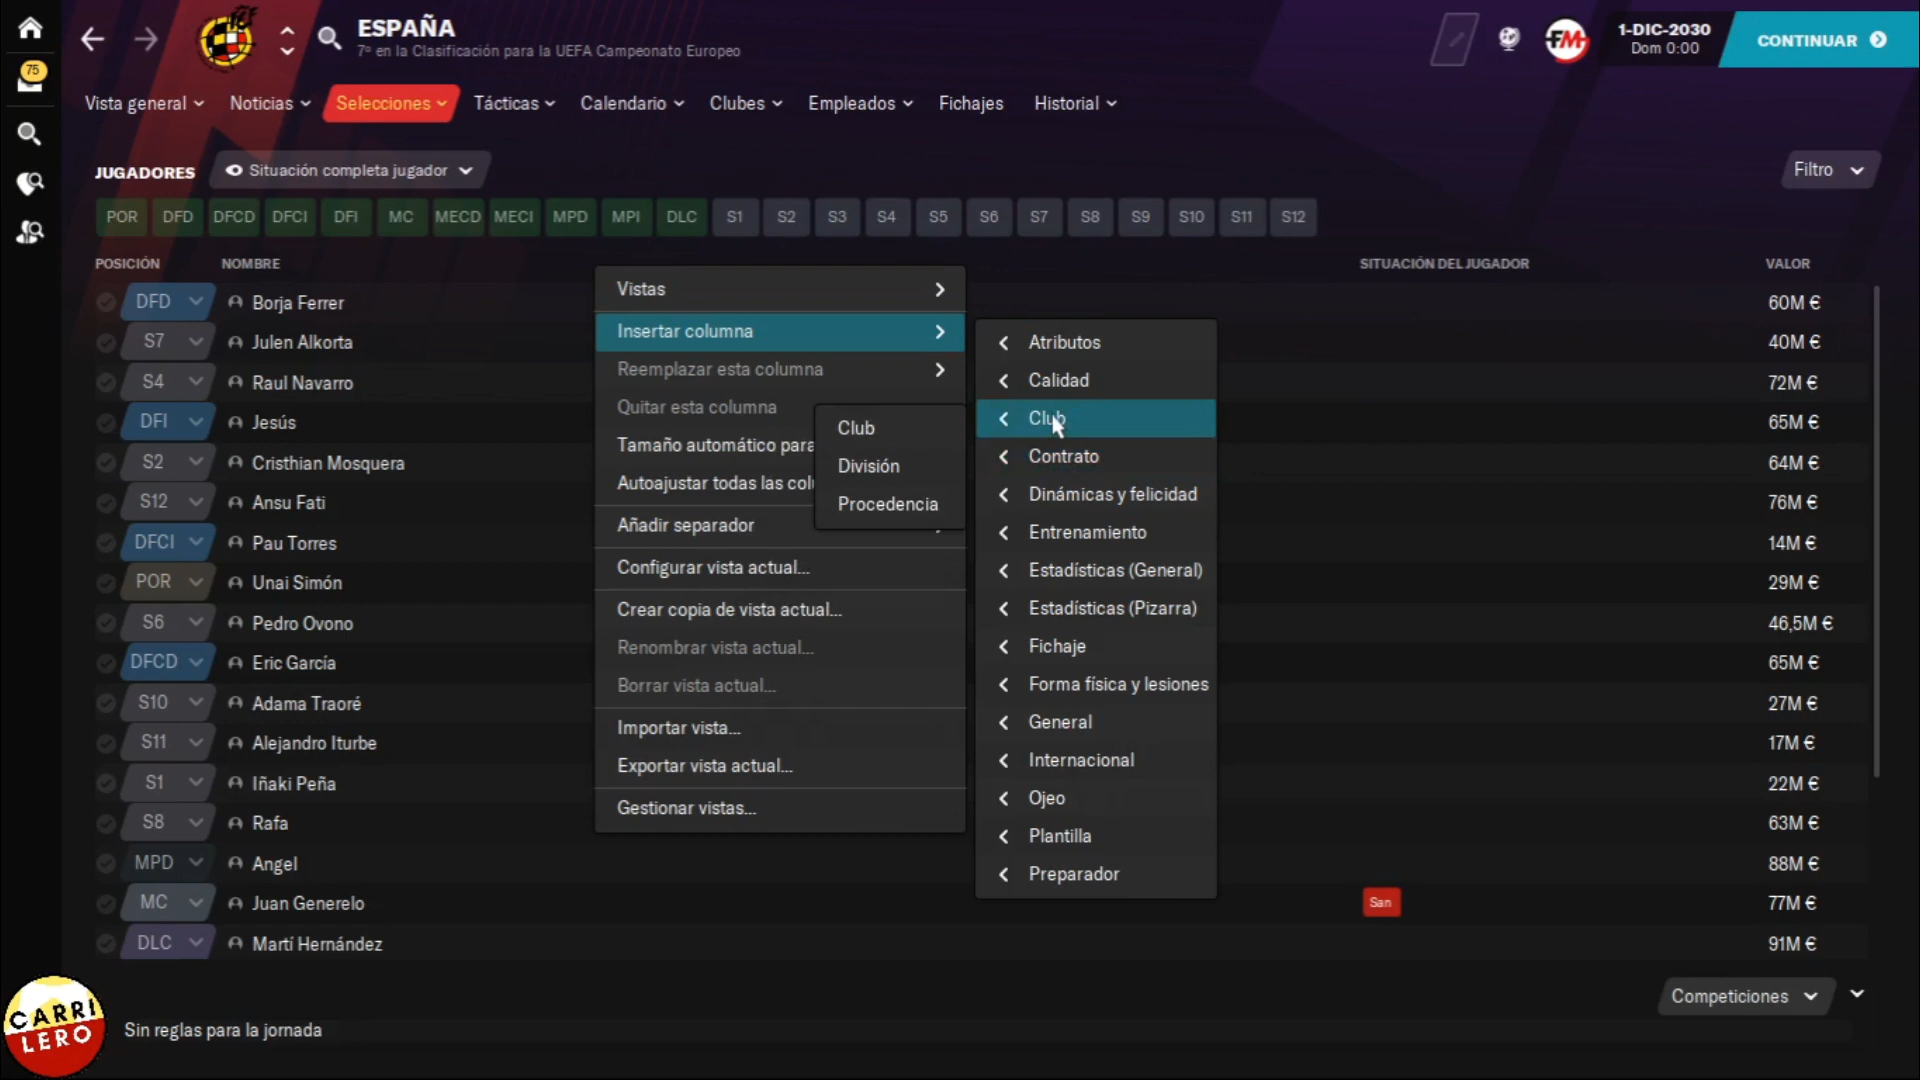 ESPAÑA
7º en la Clasificación para la UEFA Campeonato Europeo
FM
1-DIC-2030
Dom 0:00
CONTINUAR
75
Vista general
Noticias
Selecciones
Tácticas
Calendario
Clubes
Empleados
Fichajes
Historial
JUGADORES
Situación completa jugador
Filtro
POR DFD DFCD DFCI DFI MC MECD MECI MPD MPI DLC S1 S2 S3 S4 S5 S6 S7 S8 S9 S10 S11 S12
POSICIÓN NOMBRE SITUACIÓN DEL JUGADOR VALOR
DFD Borja Ferrer 60M €
S7 Julen Alkorta 40M €
S4 Raul Navarro 72M €
DFI Jesús 65M €
S2 Cristhian Mosquera 64M €
S12 Ansu Fati 76M €
DFCI Pau Torres 14M €
POR Unai Simón 29M €
S6 Pedro Ovono 46,5M €
DFCD Eric García 65M €
S10 Adama Traoré 27M €
S11 Alejandro Iturbe 17M €
S1 Iñaki Peña 22M €
S8 Rafa 63M €
MPD Angel 88M €
MC Juan Generelo San 77M €
DLC Martí Hernández 91M €
Vistas
Insertar columna
Reemplazar esta columna
Quitar esta columna
Tamaño automático para
Autoajustar todas las colu
Añadir separador
Configurar vista actual...
Crear copia de vista actual...
Renombrar vista actual...
Borrar vista actual...
Importar vista...
Exportar vista actual...
Gestionar vistas...
Club
División
Procedencia
Atributos
Calidad
Club
Contrato
Dinámicas y felicidad
Entrenamiento
Estadísticas (General)
Estadísticas (Pizarra)
Fichaje
Forma física y lesiones
General
Internacional
Ojeo
Plantilla
Preparador
Competiciones
CARRI
LERO
Sin reglas para la jornada